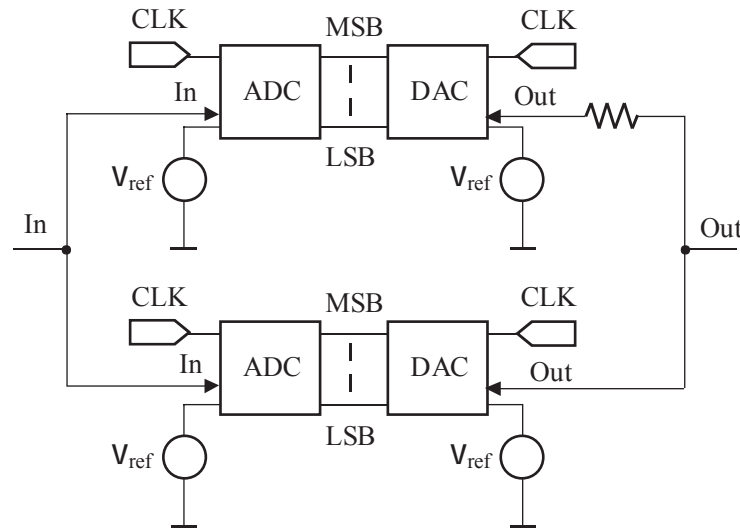 CLK MSB CLK
In ADC DAC Out
LSB
Vref Vref
In Out
CLK MSB CLK
In ADC DAC Out
LSB
Vref Vref